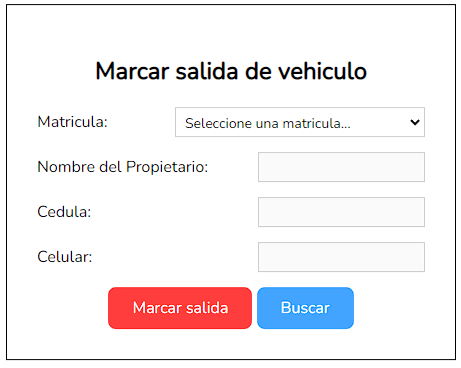 Marcar salida de vehiculo
Matricula: Seleccione una matricula...
Nombre del Propietario:
Cedula:
Celular:
Marcar salida Buscar